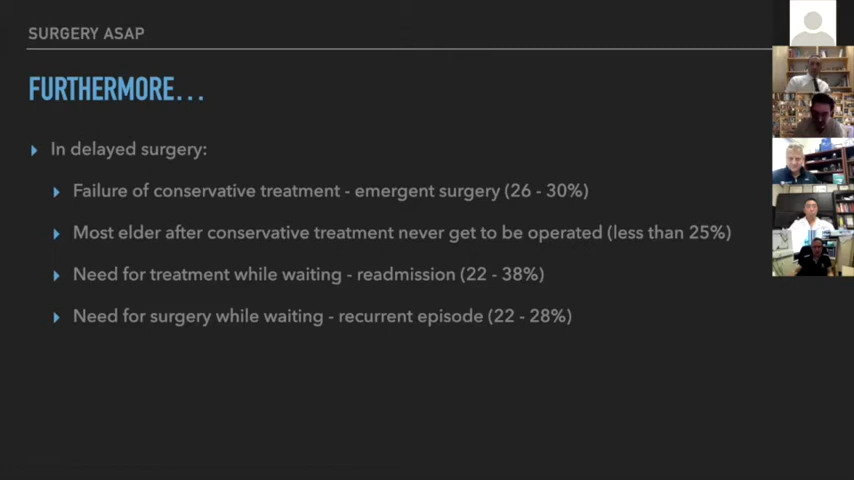 SURGERY ASAP
FURTHERMORE...
In delayed surgery:
Failure of conservative treatment - emergent surgery (26 - 30%)
Most elder after conservative treatment never get to be operated (less than 25%)
Need for treatment while waiting - readmission (22 - 38%)
Need for surgery while waiting - recurrent episode (22 - 28%)